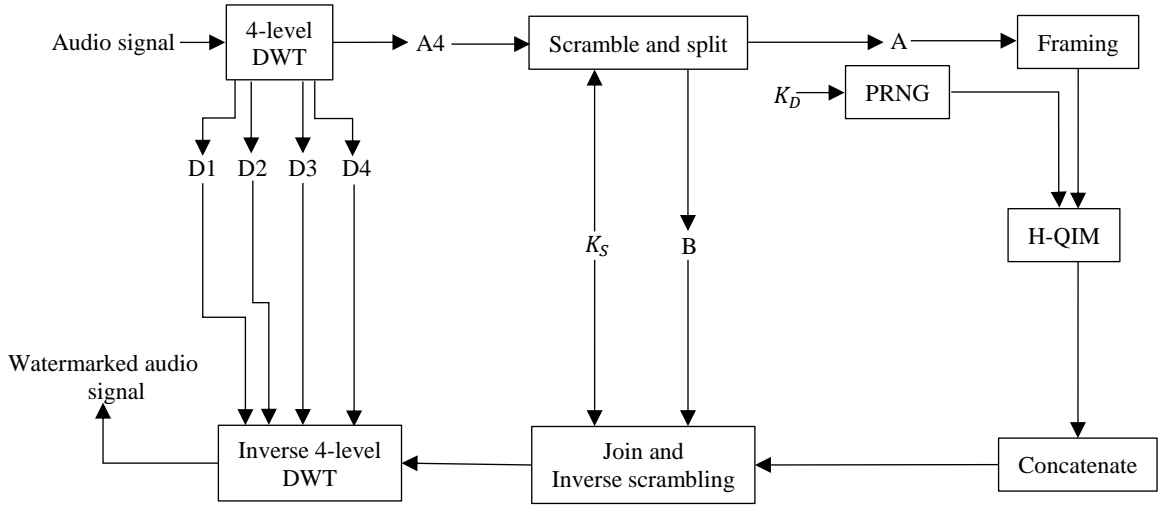 Audio signal
4-level
DWT
A4
Scramble and split
A
Framing
K_D
PRNG
D1
D2
D3
D4
H-QIM
K_S
B
Watermarked audio
signal
Inverse 4-level
DWT
Join and
Inverse scrambling
Concatenate